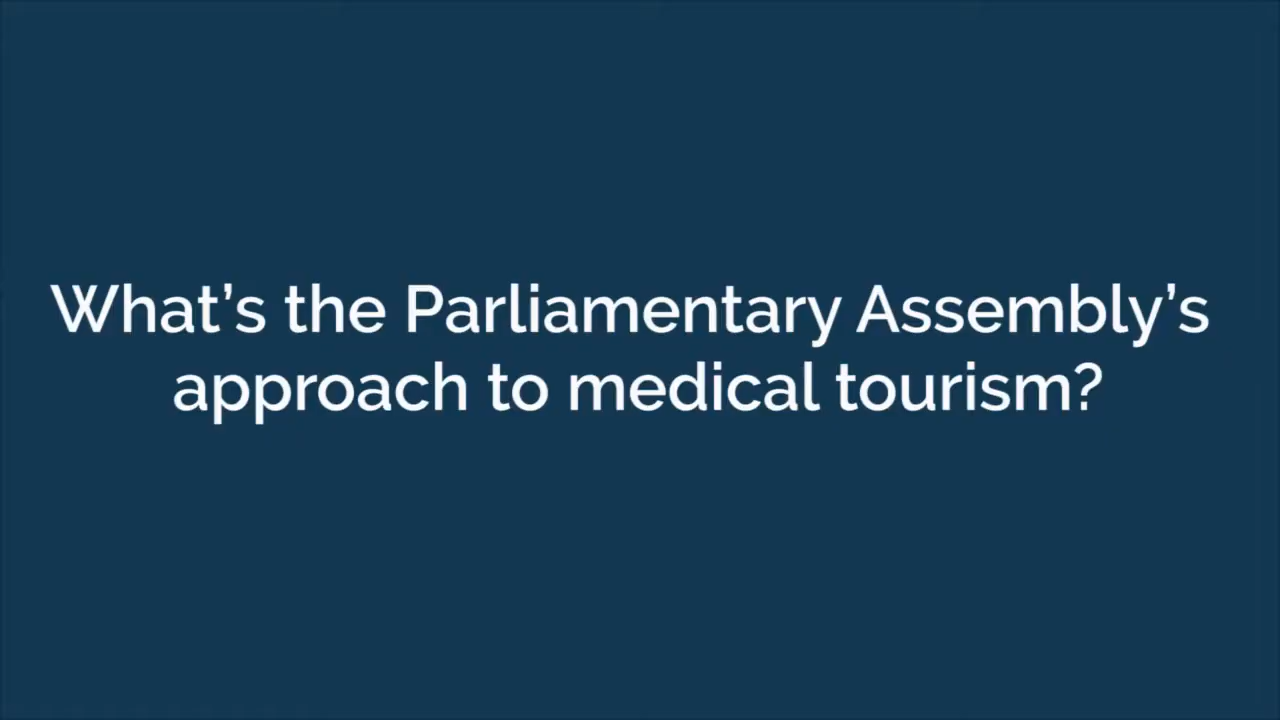 What’s the Parliamentary Assembly’s
approach to medical tourism?